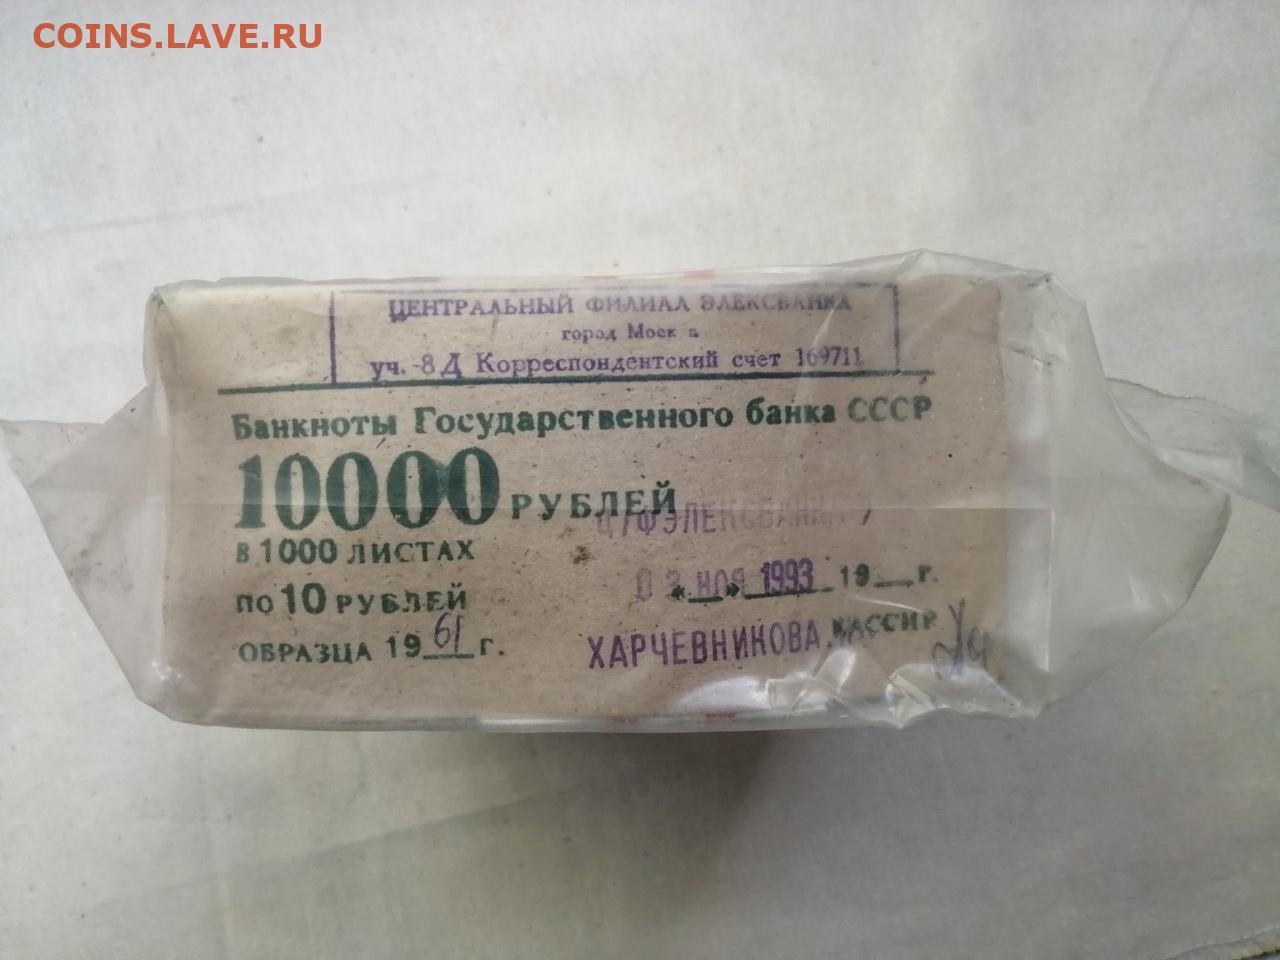 COINS.LAVE.RU
ЦЕНТРАЛЬНЫЙ ФИЛИАЛ ЭЛЕКСБАНКА
город Моск а
уч. -8Д Корреспондентский счет 169711
Банкноты Государственного банка СССР
10000 РУБЛЕЙ
Ц/ФЭЛЕКСБАНКА
В 1000 ЛИСТАХ
НОЯ 1993 19 г.
ПО 10 РУБЛЕЙ
ХАРЧЕВНИКОВА КАССИР
ОБРАЗЦА 1961 г.